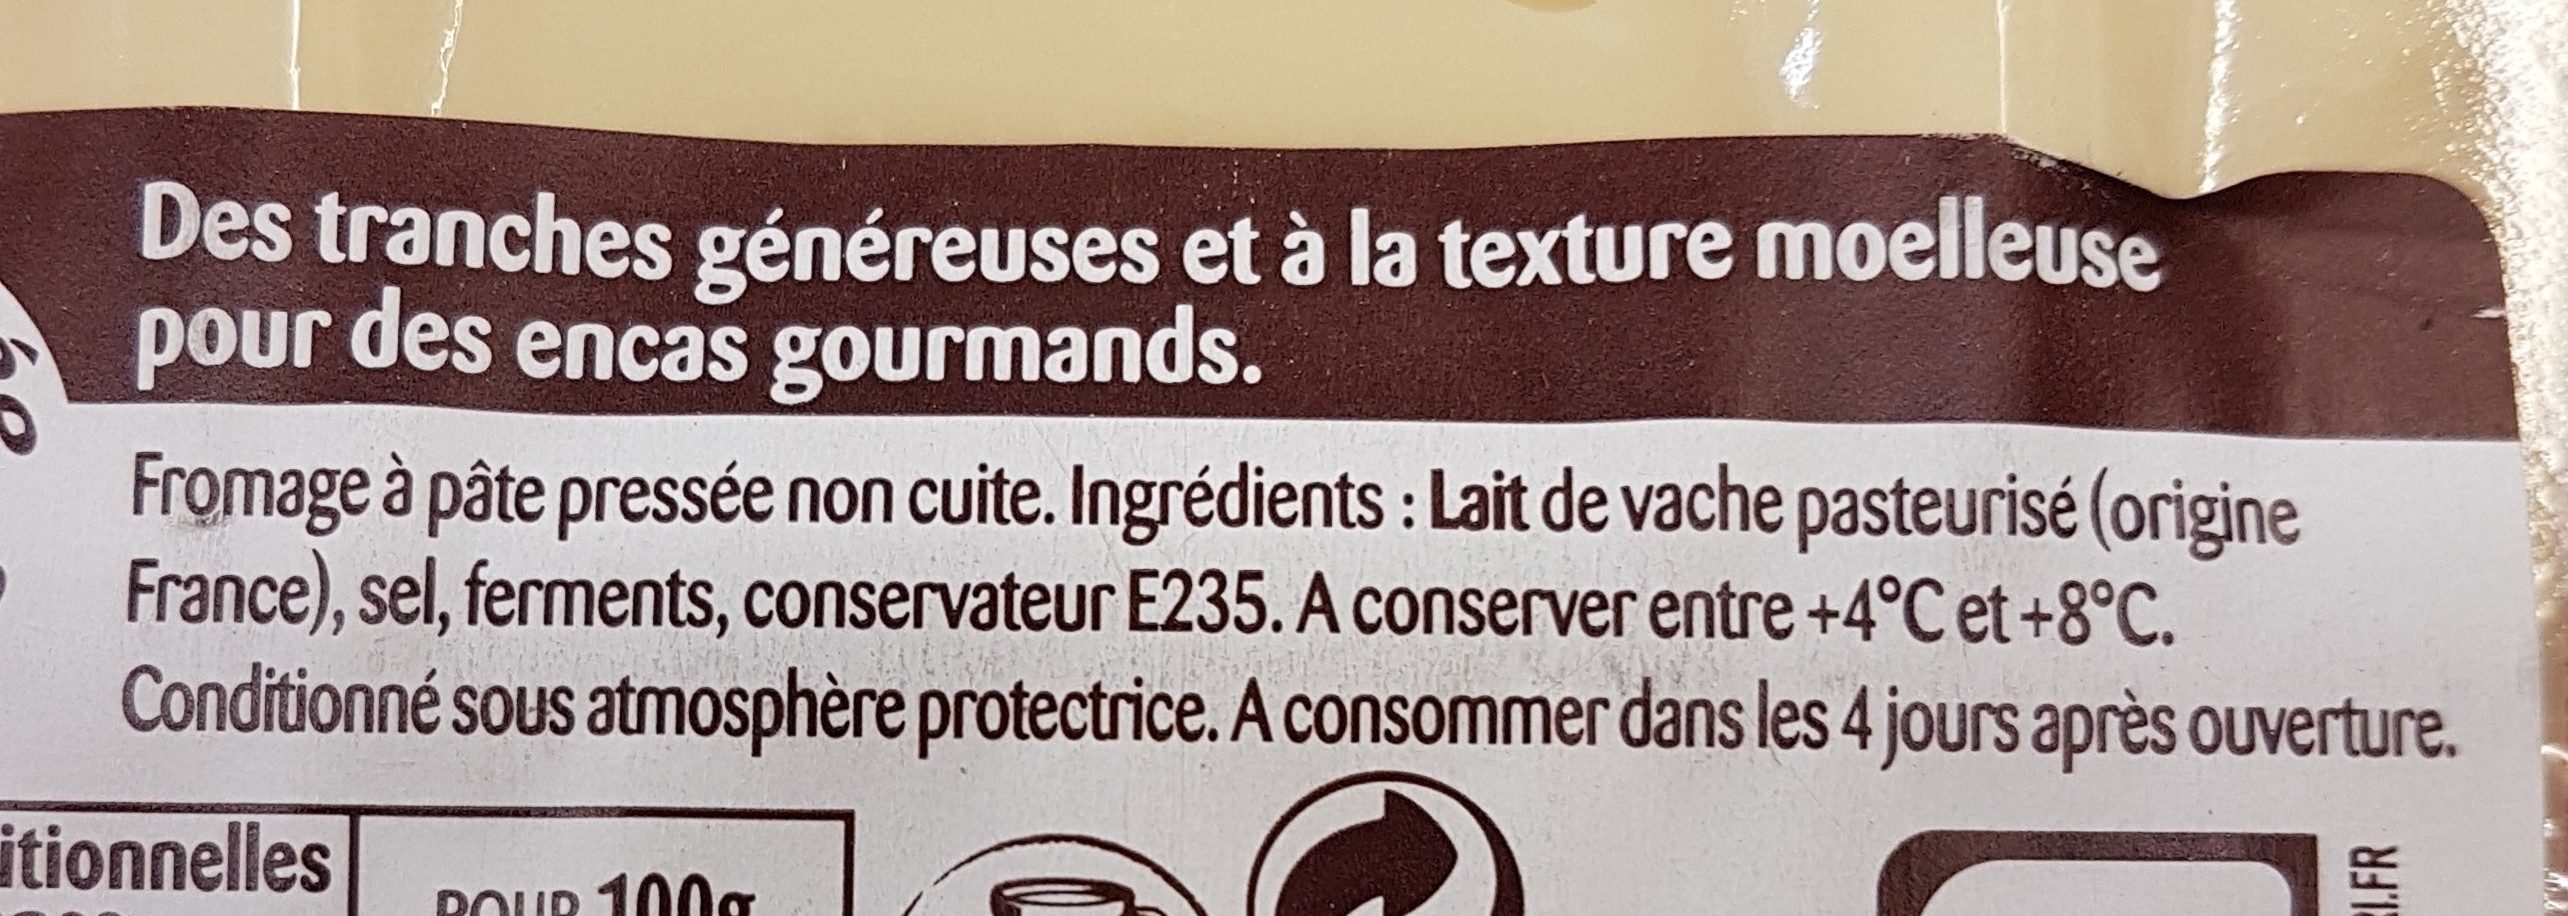 Des tranches généreuses et à la texture moelleuse
pour des encas gourmands.
Fromage à pâte pressée non cuite. Ingrédients : Lait de vache pasteurisé (origine
France), sel, ferments, conservateur E235. A conserver entre +4°C et +8°C.
Conditionné sous atmosphère protectrice. A consommer dans les 4 jours après ouverture.
itionnelles
POUR 100g
I.FR